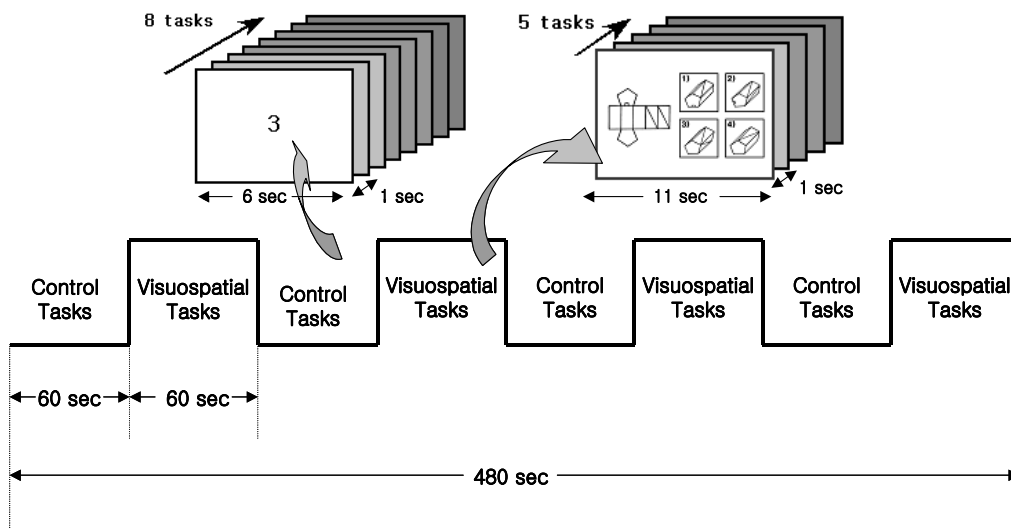 8 tasks
5 tasks
3
1)
2)
3)
4)
6 sec
1 sec
11 sec
1 sec
Control
Tasks
Visuospatial
Tasks
Control
Tasks
Visuospatial
Tasks
Control
Tasks
Visuospatial
Tasks
Control
Tasks
Visuospatial
Tasks
60 sec
60 sec
480 sec